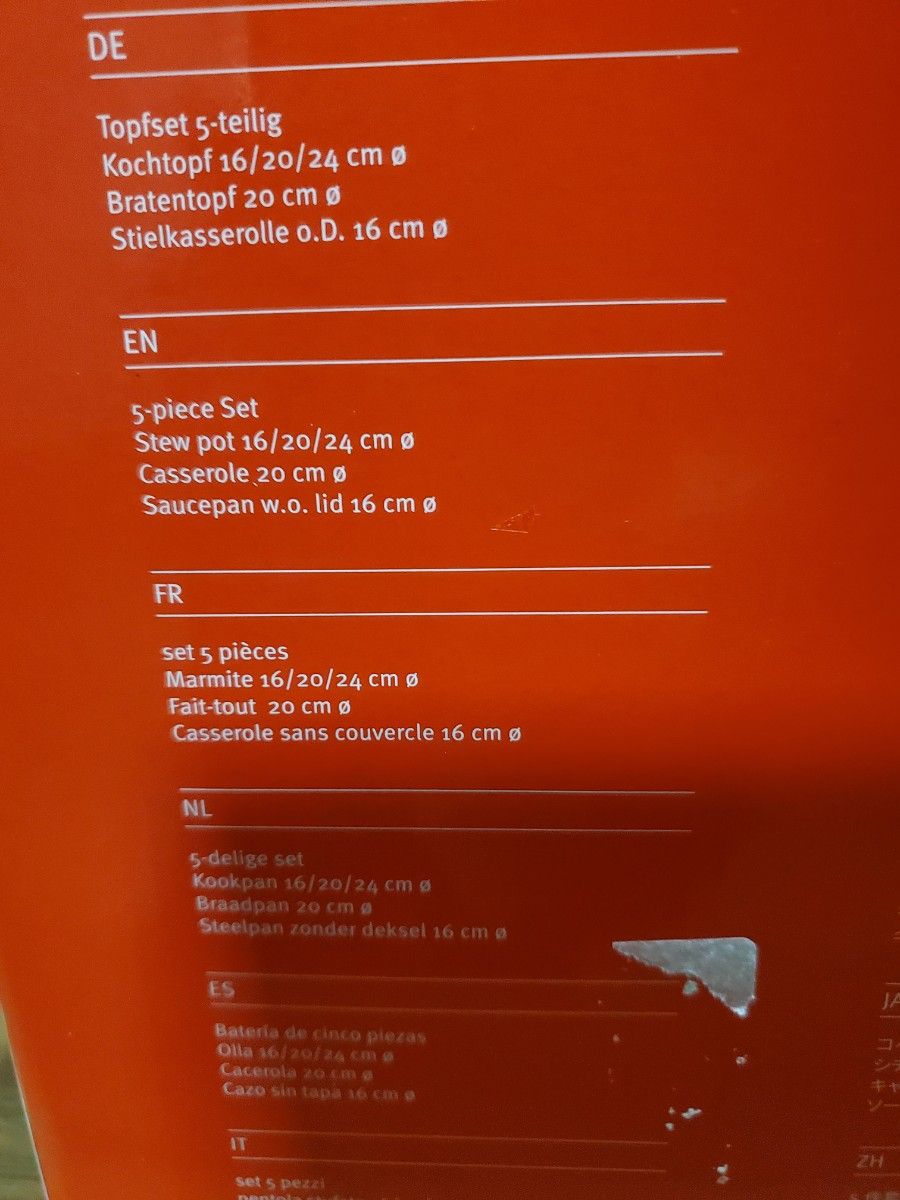 DE
Topfset 5-teilig
Kochtopf 16/20/24 cm ø
Bratentopf 20 cm ø
Stielkasserolle o.D. 16 cm ø
EN
5-piece Set
Stew pot 16/20/24 cm ø
Casserole 20 cm ø
Saucepan w.o. lid 16 cm ø
FR
set 5 pièces
Marmite 16/20/24 cm ø
Fait-tout 20 cm ø
Casserole sans couvercle 16 cm ø
NL
5-delige set
Kookpan 16/20/24 cm ø
Braadpan 20 cm ø
Steelpan zonder deksel 16 cm ø
ES
Batería de cinco piezas
Olla 16/20/24 cm ø
Cacerola 20 cm ø
Cazo sin tapa 16 cm ø
IT
set 5 pezzi
pentola
JA
ZH